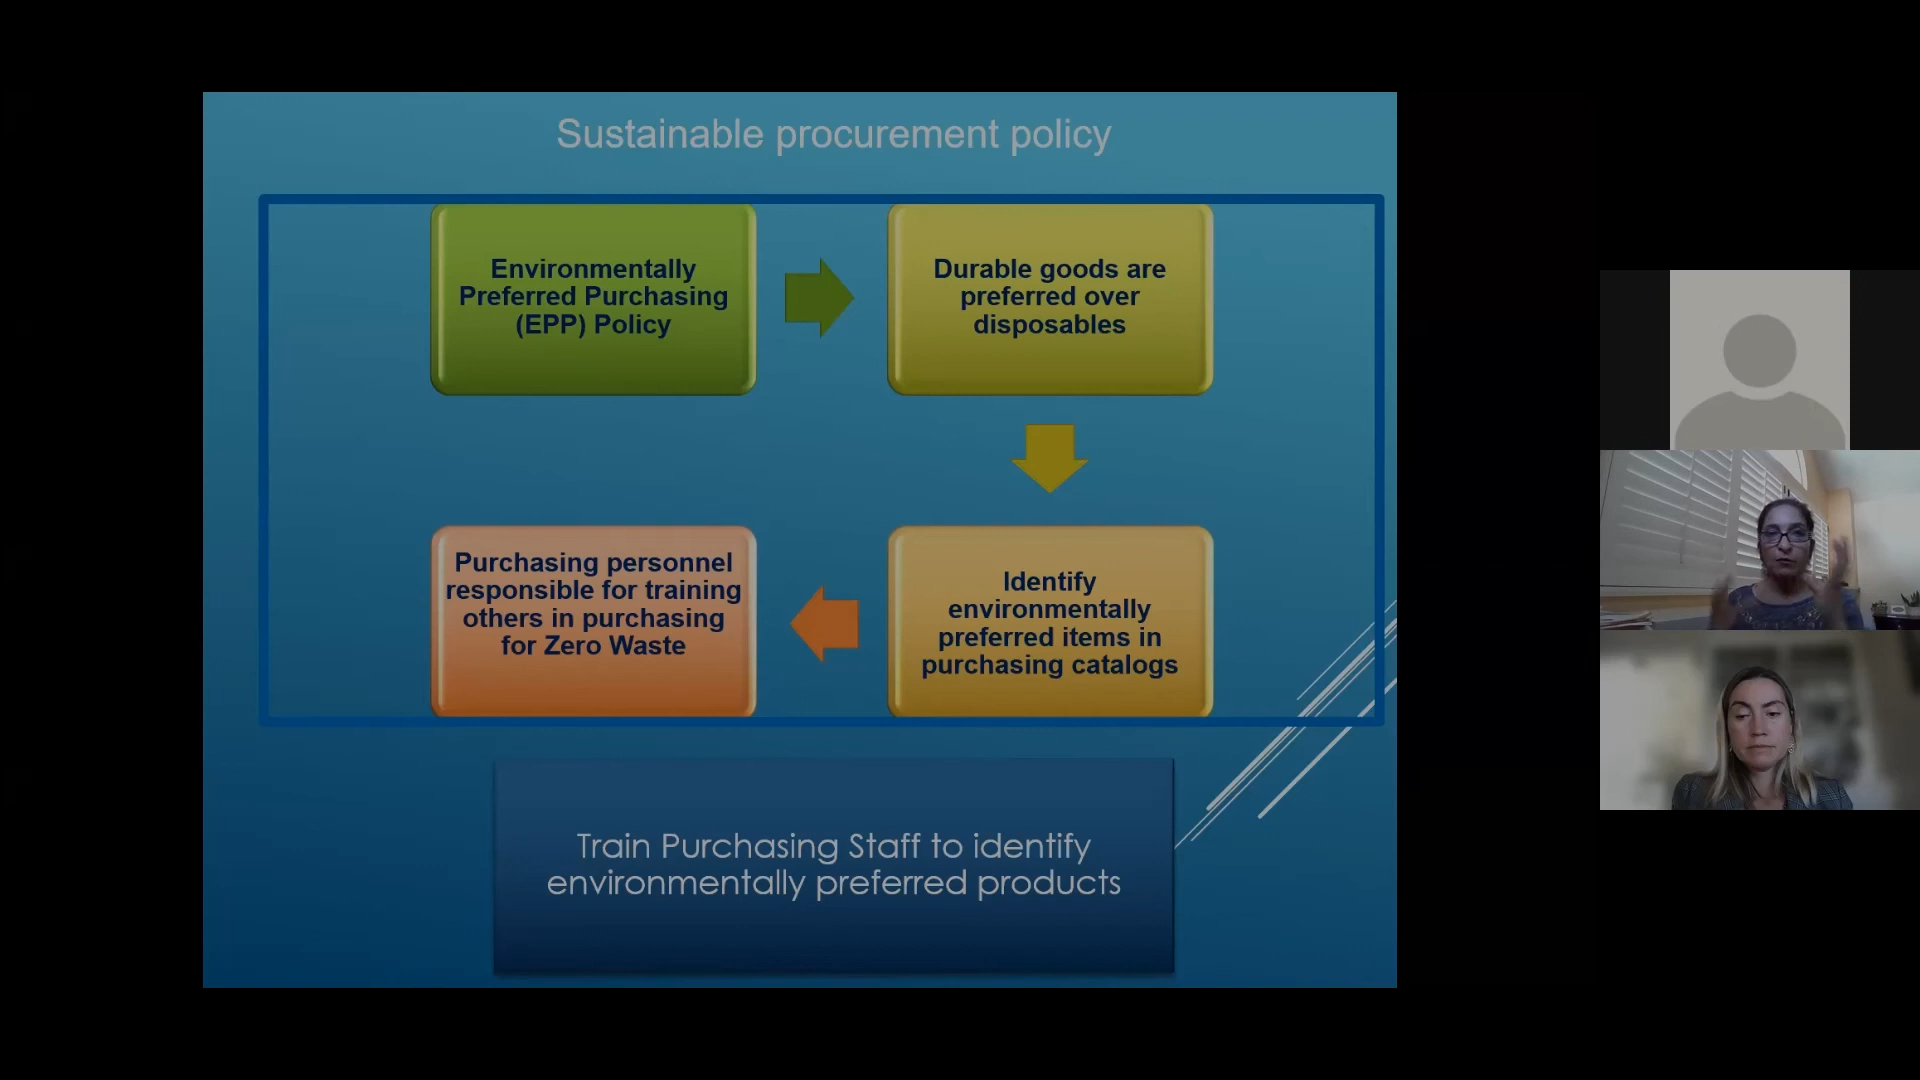 Sustainable procurement policy
Environmentally
Preferred Purchasing
(EPP) Policy
Durable goods are
preferred over
disposables
Identify
environmentally
preferred items in
purchasing catalogs
Purchasing personnel
responsible for training
others in purchasing
for Zero Waste
Train Purchasing Staff to identify
environmentally preferred products